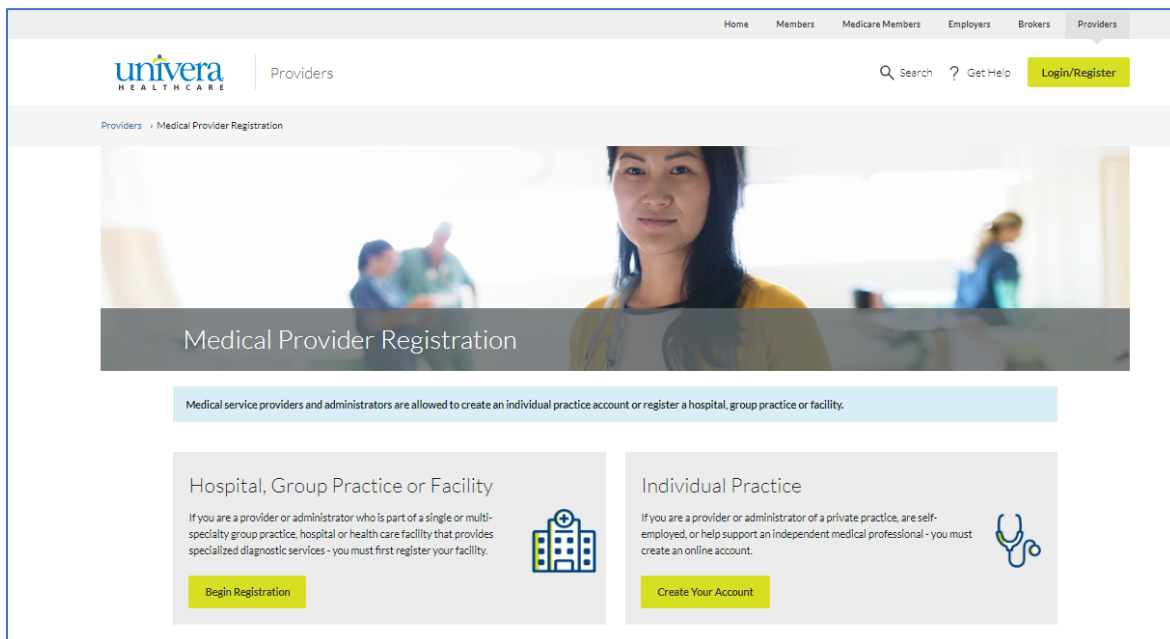 Home Members Medicare Members Employers Brokers Providers
univera
HEALTHCARE
Providers
Search ? Get Help Login/Register
Providers › Medical Provider Registration
Medical Provider Registration
Medical service providers and administrators are allowed to create an individual practice account or register a hospital, group practice or facility.
Hospital, Group Practice or Facility
If you are a provider or administrator who is part of a single or multi-
specialty group practice, hospital or health care facility that provides
specialized diagnostic services - you must first register your facility.
Begin Registration
Individual Practice
If you are a provider or administrator of a private practice, are self-
employed, or help support an independent medical professional - you must
create an online account.
Create Your Account